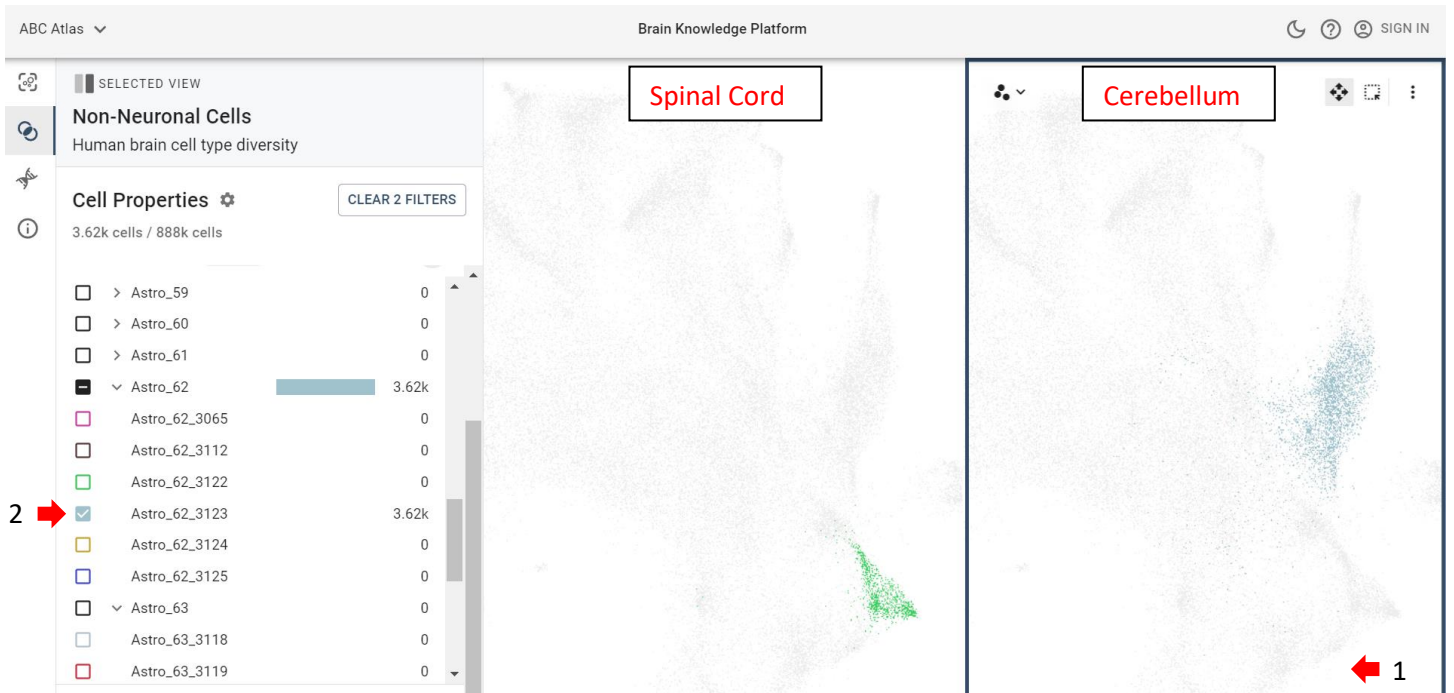 ABC Atlas
Brain Knowledge Platform
SIGN IN
SELECTED VIEW
Non-Neuronal Cells
Human brain cell type diversity
Cell Properties
CLEAR 2 FILTERS
3.62k cells / 888k cells
Astro_59 0
Astro_60 0
Astro_61 0
Astro_62 3.62k
Astro_62_3065 0
Astro_62_3112 0
Astro_62_3122 0
2 Astro_62_3123 3.62k
Astro_62_3124 0
Astro_62_3125 0
Astro_63 0
Astro_63_3118 0
Astro_63_3119 0
Spinal Cord
Cerebellum
1